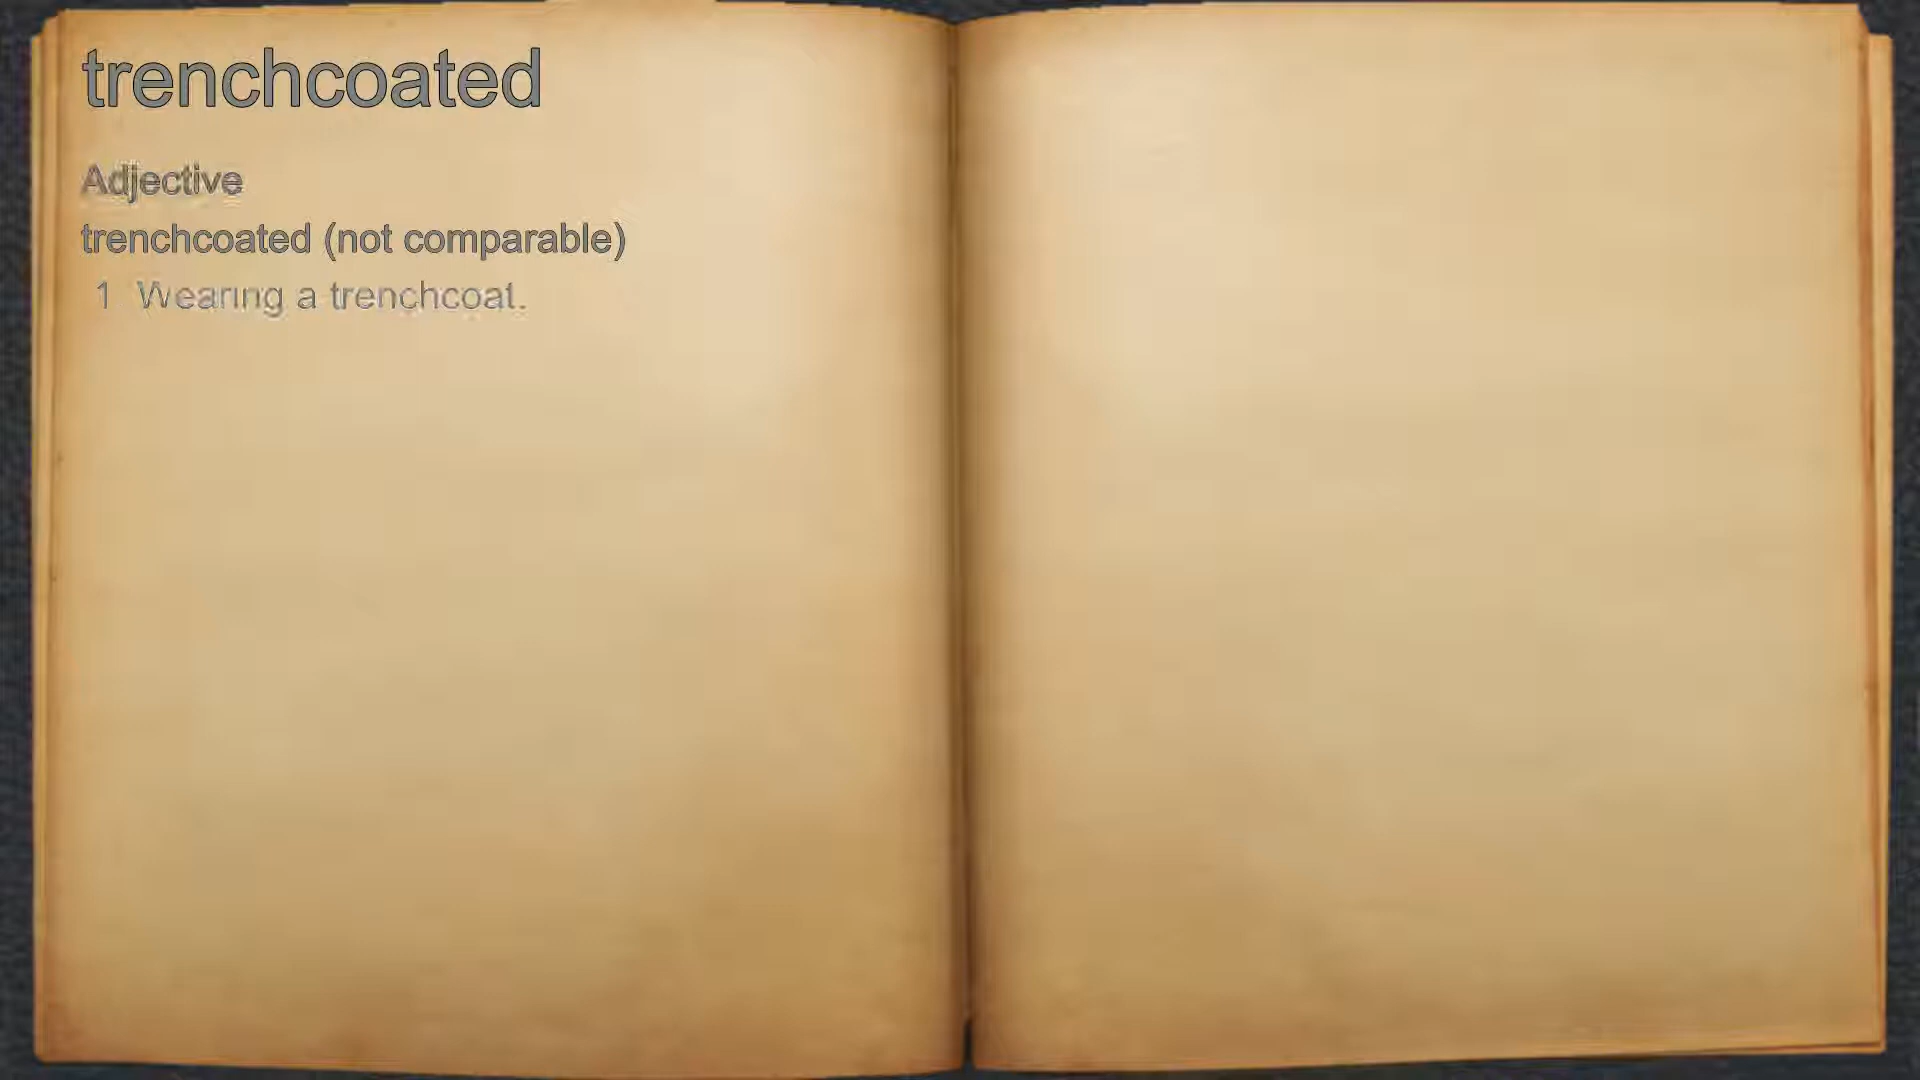 trenchcoated
Adjective
trenchcoated (not comparable)
1 Wearing a trenchcoat.